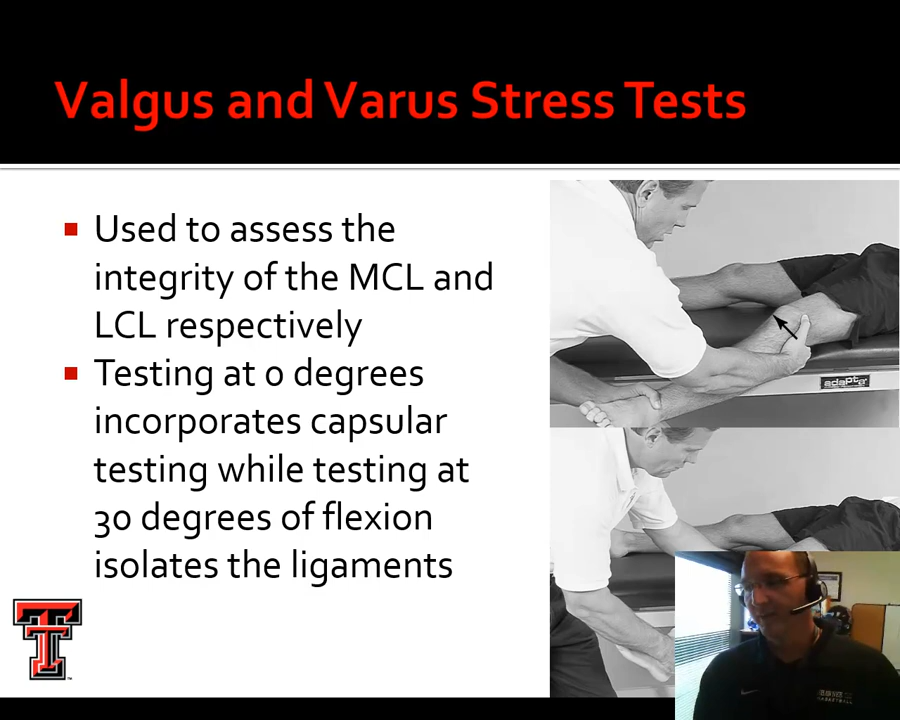 Valgus and Varus Stress Tests
Used to assess the
integrity of the MCL and
LCL respectively
Testing at 0 degrees
incorporates capsular
testing while testing at
30 degrees of flexion
isolates the ligaments
adapta